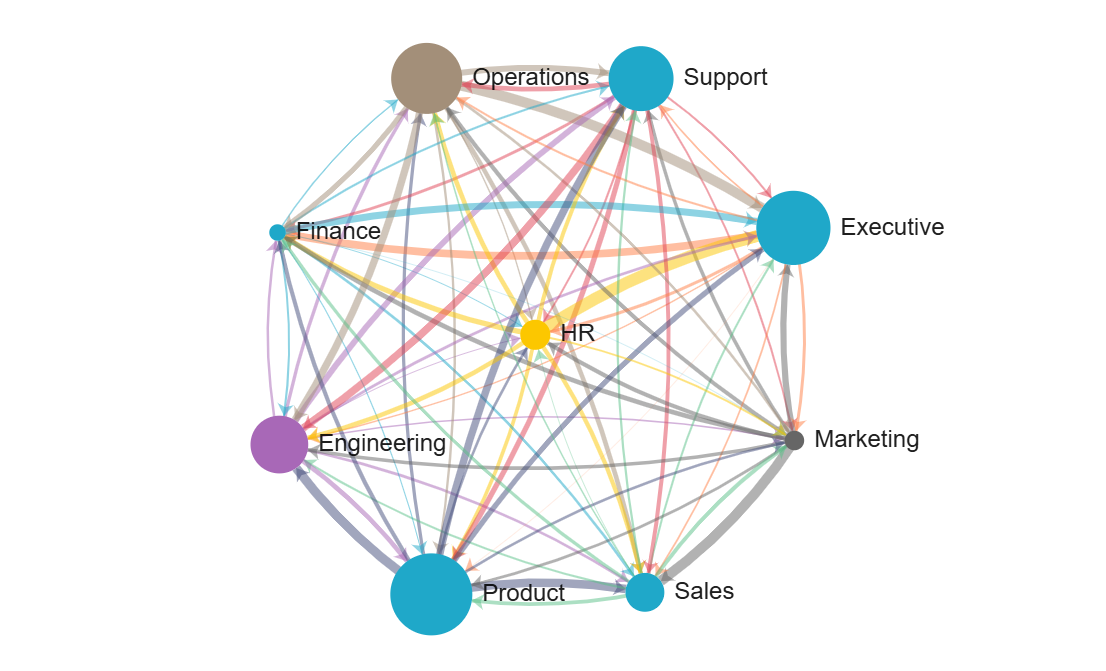 Operations
Support
Executive
Finance
HR
Marketing
Engineering
Product
Sales